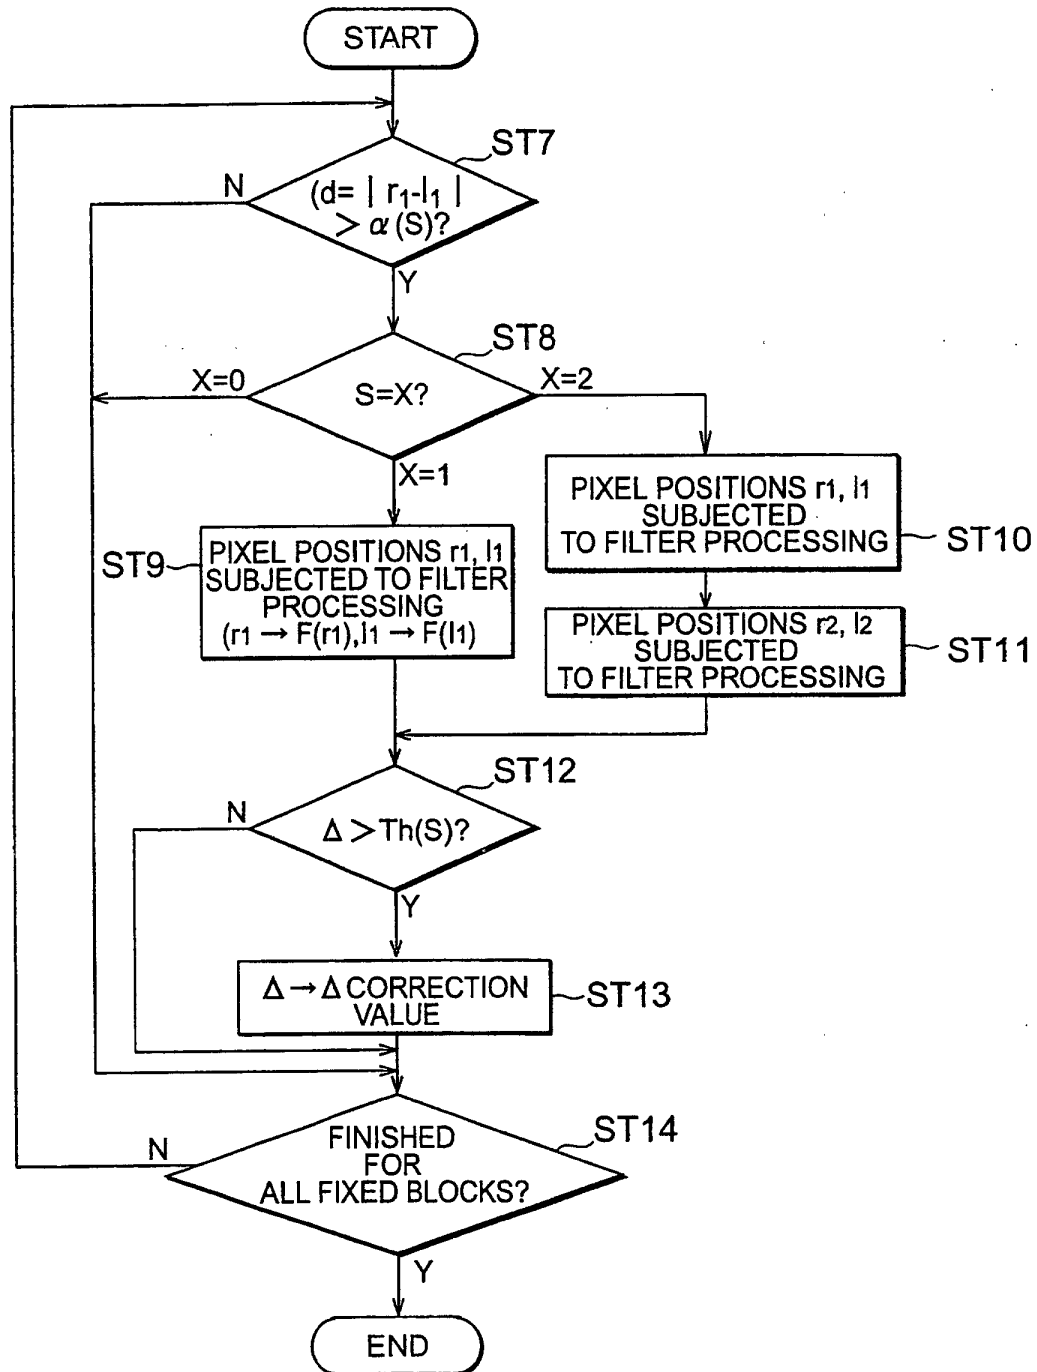 START
ST7
N
(d= | r1-l1 |
> α(S)?
Y
ST8
X=0
S=X?
X=2
X=1
PIXEL POSITIONS r1, l1
SUBJECTED
TO FILTER PROCESSING
ST10
ST9
PIXEL POSITIONS r1, l1
SUBJECTED TO FILTER
PROCESSING
(r1 → F(r1),l1 → F(l1)
PIXEL POSITIONS r2, l2
SUBJECTED
TO FILTER PROCESSING
ST11
ST12
N
Δ > Th(S)?
Y
Δ → Δ CORRECTION
VALUE
ST13
ST14
N
FINISHED
FOR
ALL FIXED BLOCKS?
Y
END